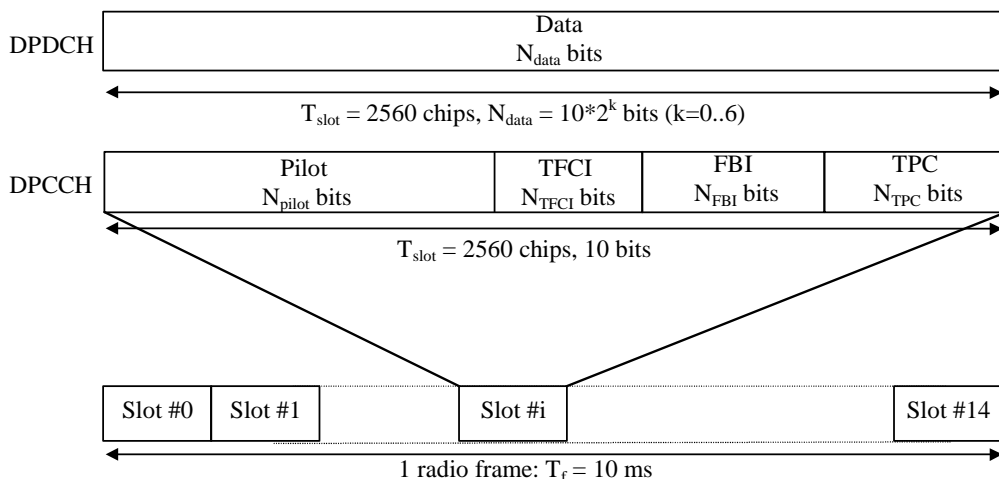 DPDCH
Data
N_data bits
T_slot = 2560 chips, N_data = 10*2^k bits (k=0..6)
DPCCH
Pilot
N_pilot bits
TFCI
N_TFCI bits
FBI
N_FBI bits
TPC
N_TPC bits
T_slot = 2560 chips, 10 bits
Slot #0
Slot #1
Slot #i
Slot #14
1 radio frame: T_f = 10 ms